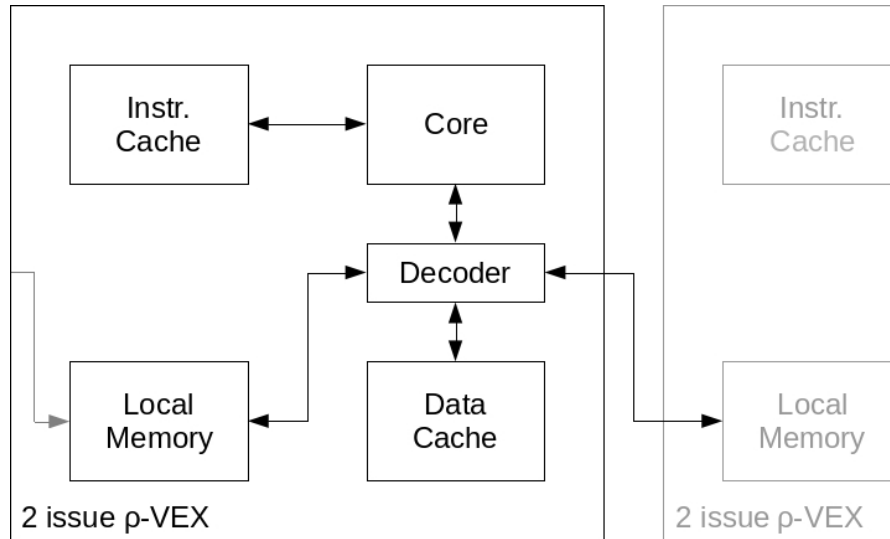 Instr.
Cache
Core
Decoder
Local
Memory
Data
Cache
2 issue ρ-VEX
Instr.
Cache
Local
Memory
2 issue ρ-VEX